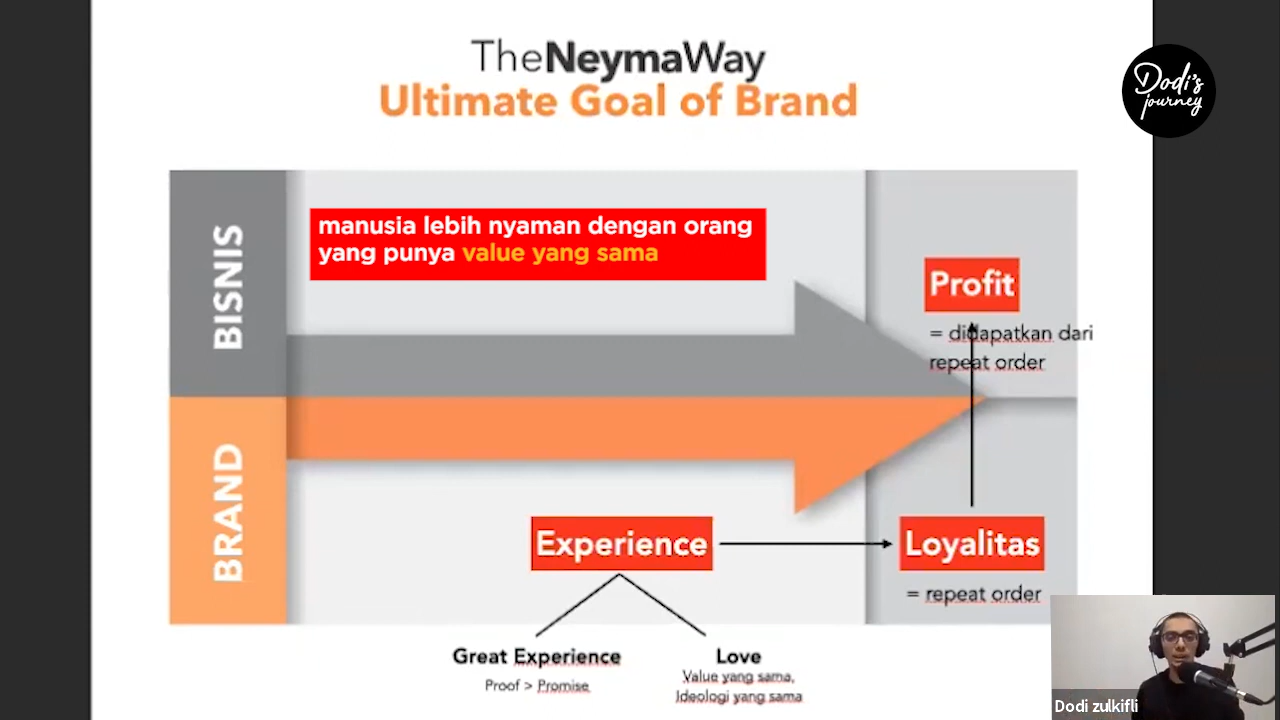 TheNeymaWay
Ultimate Goal of Brand
Dodi's
journey
BISNIS
manusia lebih nyaman dengan orang
yang punya value yang sama
Profit
= didapatkan dari
repeat order
BRAND
Experience
Loyalitas
= repeat order
Great Experience
Proof > Promise
Love
Value yang sama,
Ideologi yang sama
Dodi zulkifli